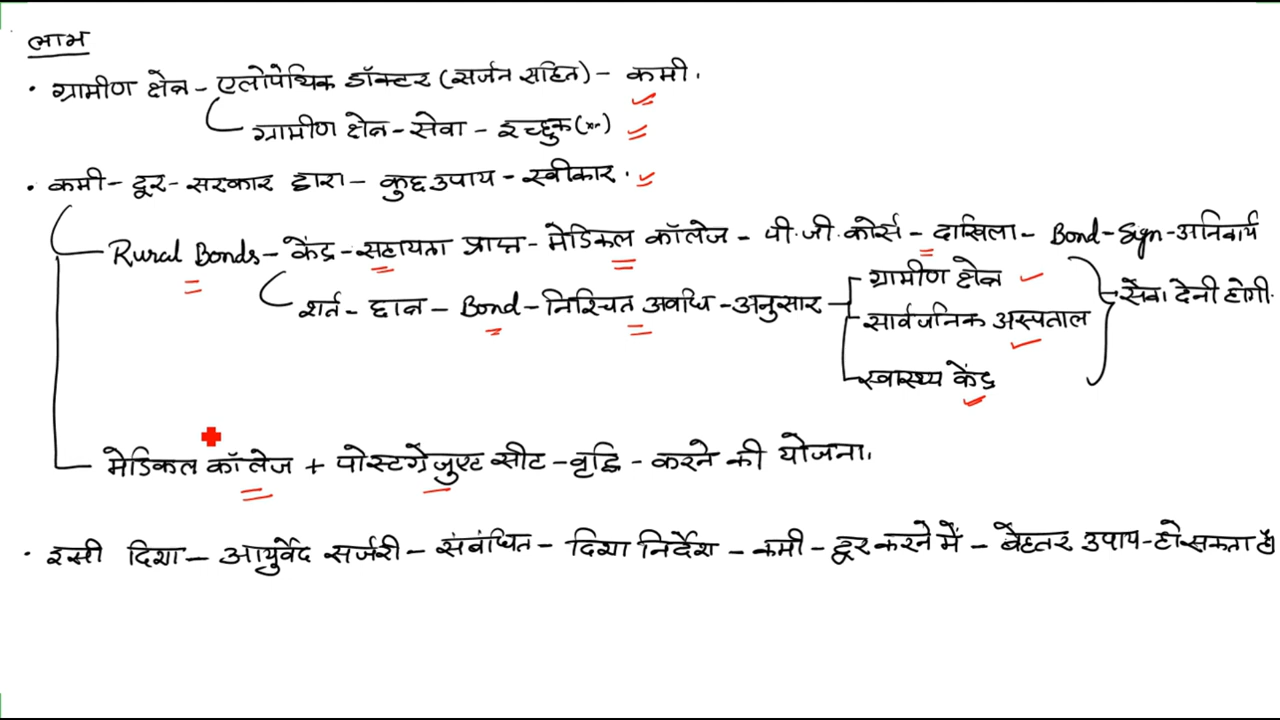 लाभ
• ग्रामीण क्षेत्र - एलोपेथिक डॉक्टर (सर्जन सहित) - कमी.
ग्रामीण क्षेत्र - सेवा - इच्छुक (x)
• कमी - दूर - सरकार द्वारा - कुछ उपाय - स्वीकार.
Rural Bonds - केंद्र - सहायता प्राप्त - मेडिकल कॉलेज - पी.जी.कोर्स - दाखिला - Bond - Sign - अनिवार्य
शर्त - छात्र - Bond - निश्चित अवधि - अनुसार
ग्रामीण क्षेत्र
सार्वजनिक अस्पताल
स्वास्थ्य केंद्र
सेवा देनी होगी.
मेडिकल कॉलेज + पोस्टग्रेजुएट सीट - वृद्धि - करने की योजना.
• इसी दिशा - आयुर्वेद सर्जरी - संबंधित - दिशा निर्देश - कमी - दूर करने में - बेहतर उपाय - हो सकता है।